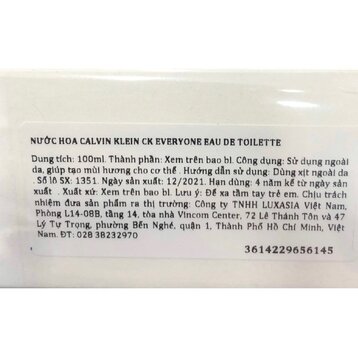 NƯỚC HOA CALVIN KLEIN CK EVERYONE EAU DE TOILETTE
Dung tích: 100ml. Thành phần: Xem trên bao bì. Công dụng: Sử dụng ngoài
da, giúp tạo mùi hương cho cơ thể . Hướng dẫn sử dụng: Dùng xịt ngoài da
. Số lô SX: 1351. Ngày sản xuất: 12/2021. Hạn dùng: 4 năm kể từ ngày sản
xuất. . Xuất xứ: Xem trên bao bì. Lưu ý: Để xa tầm tay trẻ em. Chịu trách
nhiệm đưa sản phẩm ra thị trường: Công ty TNHH LUXASIA Việt Nam,
Phòng L14-08B, tầng 14, tòa nhà Vincom Center, 72 Lê Thánh Tôn và 47
Lý Tự Trọng, phường Bến Nghé, quận 1, Thành Phố Hồ Chí Minh, Việt
Nam. ĐT: 028 38232970
3614229656145